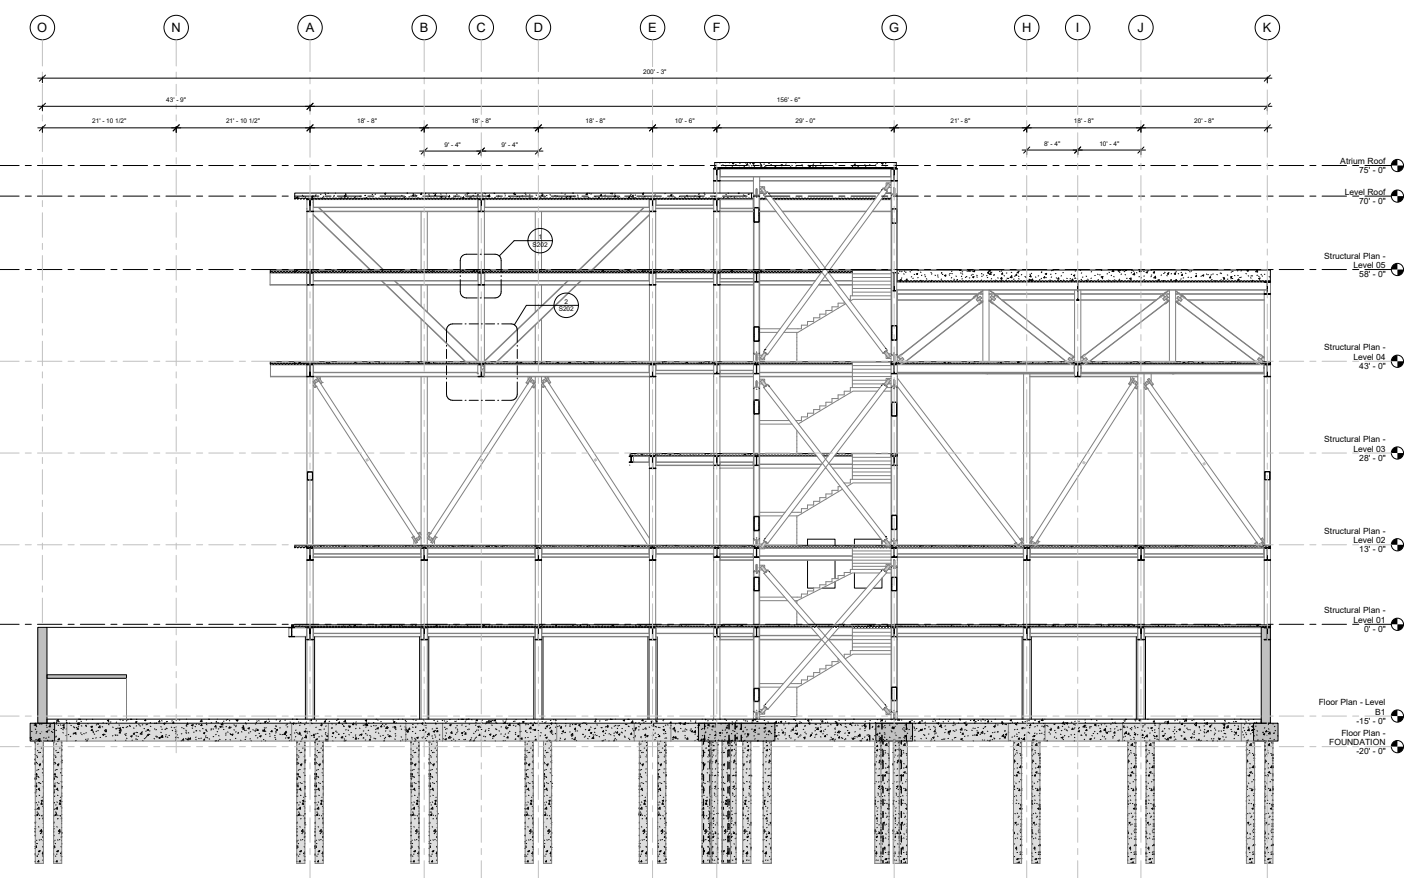 O N A B C D E F G H I J K
200' - 3"
43' - 9" 156' - 6"
21' - 10 1/2" 21' - 10 1/2" 18' - 8" 18' - 8" 18' - 8" 10' - 6" 29' - 0" 21' - 8" 18' - 8" 20' - 8"
9' - 4" 9' - 4" 8' - 4" 10' - 4"
Atrium Roof
75' - 0"
Level Roof
70' - 0"
1
S202
Structural Plan -
Level 05
58' - 0"
2
S202
Structural Plan -
Level 04
43' - 0"
Structural Plan -
Level 03
28' - 0"
Structural Plan -
Level 02
13' - 0"
Structural Plan -
Level 01
0' - 0"
Floor Plan - Level
B1
-15' - 0"
Floor Plan -
FOUNDATION
-20' - 0"